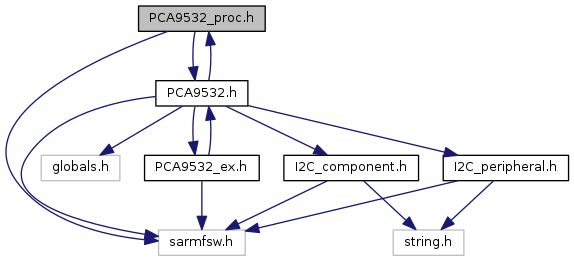 PCA9532_proc.h
PCA9532.h
globals.h
PCA9532_ex.h
I2C_component.h
I2C_peripheral.h
sarmfsw.h
string.h